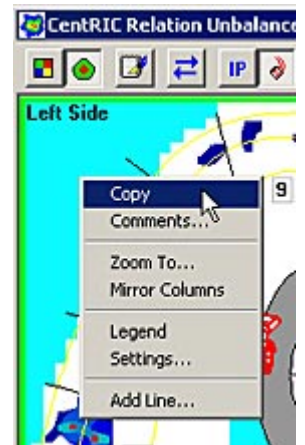 CentRIC Relation Unbalance
IP
Left Side
9
Copy
Comments...
Zoom To...
Mirror Columns
Legend
Settings...
Add Line...